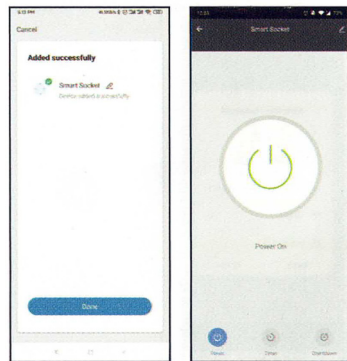 Cancel
Added successfully
Smart Socket
Device added successfully
Done
Smart Socket
Power On
Power
Timer
Countdown